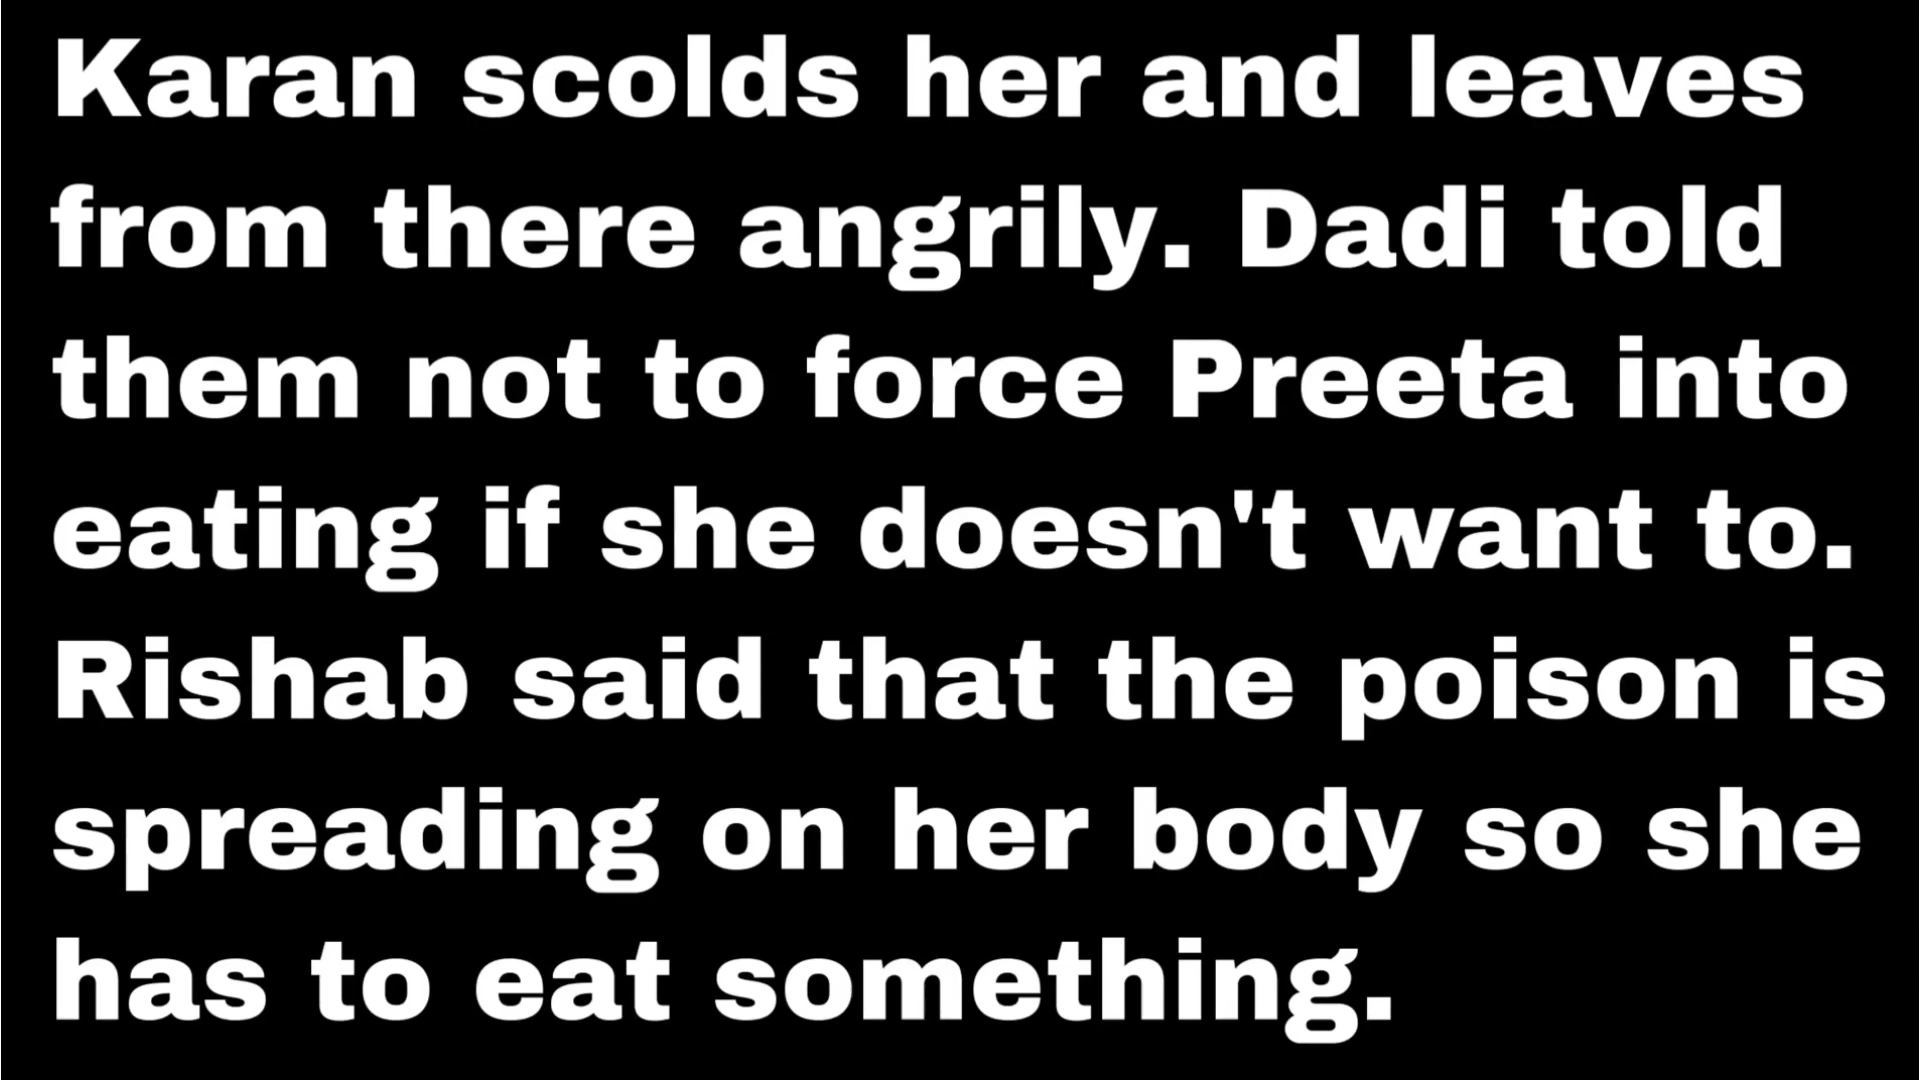 Karan scolds her and leaves
from there angrily. Dadi told
them not to force Preeta into
eating if she doesn't want to.
Rishab said that the poison is
spreading on her body so she
has to eat something.